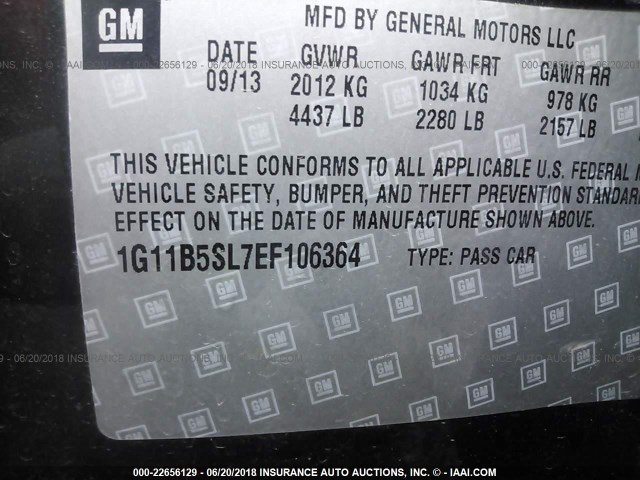 GM
MFD BY GENERAL MOTORS LLC
DATE GVWR GAWR FRT GAWR RR
09/13 2012 KG 1034 KG 978 KG
4437 LB 2280 LB 2157 LB
THIS VEHICLE CONFORMS TO ALL APPLICABLE U.S. FEDERAL
VEHICLE SAFETY, BUMPER, AND THEFT PREVENTION STANDARD
EFFECT ON THE DATE OF MANUFACTURE SHOWN ABOVE.
1G11B5SL7EF106364 TYPE: PASS CAR
000-22656129 - 06/20/2018 INSURANCE AUTO AUCTIONS, INC. - © - IAAI.COM